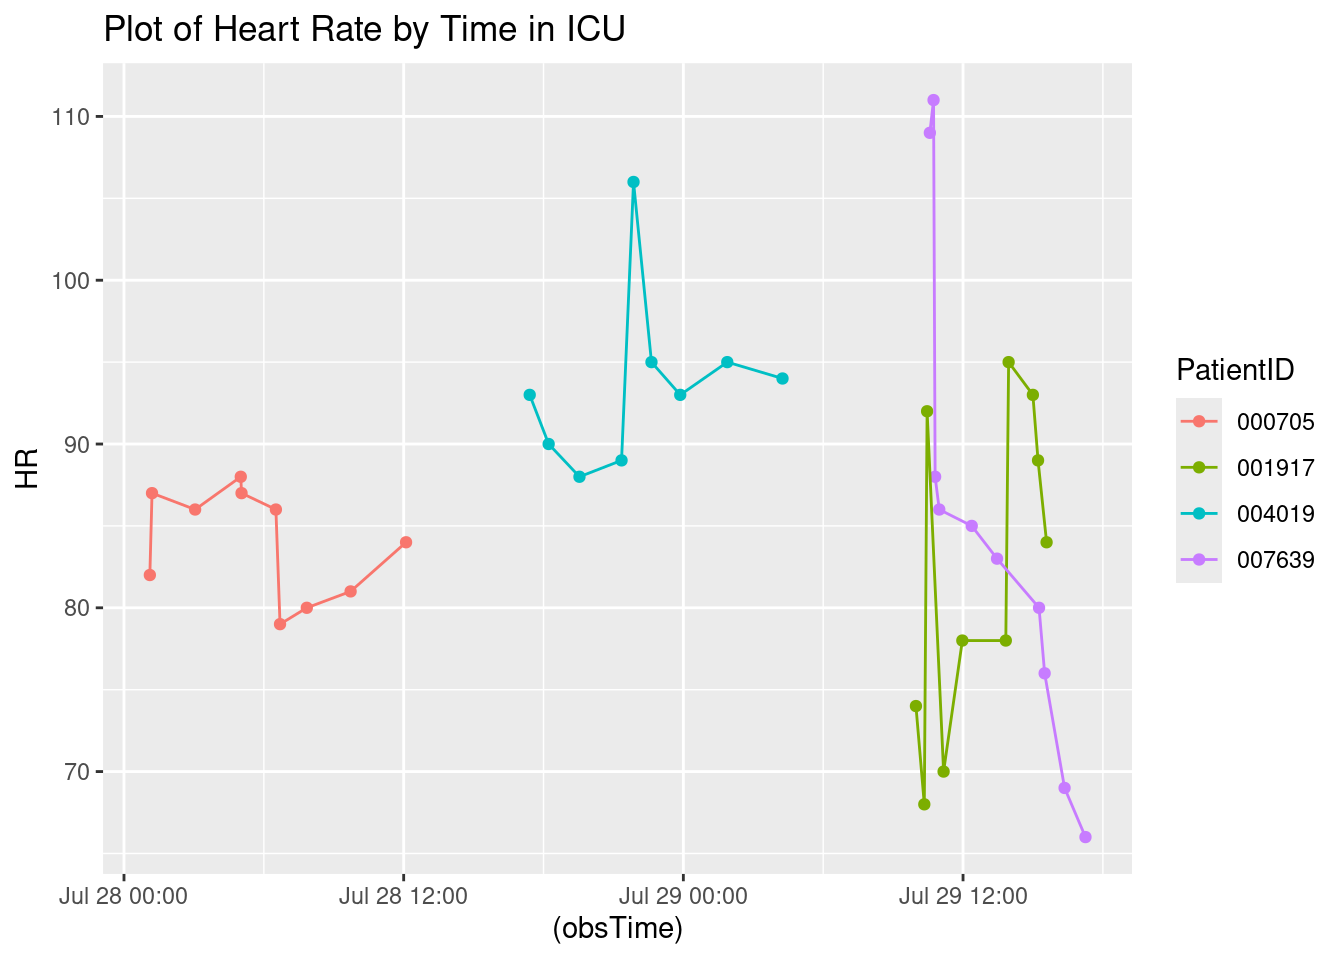 Plot of Heart Rate by Time in ICU
110
100
90
80
70
HR
Jul 28 00:00
Jul 28 12:00
Jul 29 00:00
Jul 29 12:00
(obsTime)
PatientID
000705
001917
004019
007639